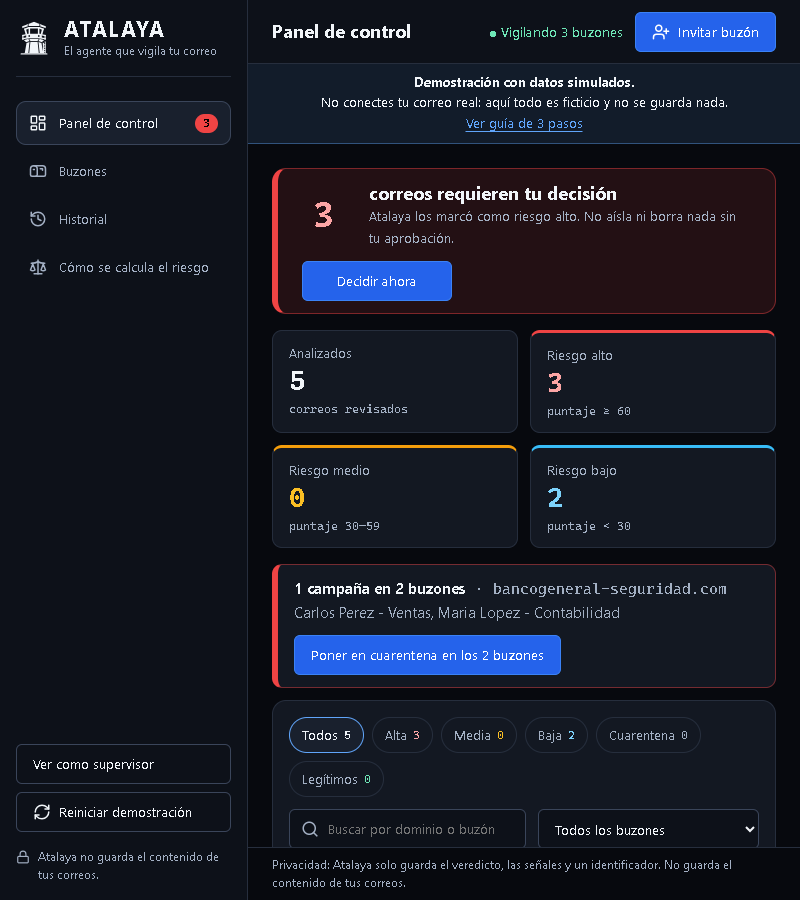 ATALAYA
El agente que vigila tu correo
Panel de control 3
Buzones
Historial
Cómo se calcula el riesgo
Ver como supervisor
Reiniciar demostración
Atalaya no guarda el contenido de
tus correos.
Panel de control
Vigilando 3 buzones
Invitar buzón
Demostración con datos simulados.
No conectes tu correo real: aquí todo es ficticio y no se guarda nada.
Ver guía de 3 pasos
3
correos requieren tu decisión
Atalaya los marcó como riesgo alto. No aísla ni borra nada sin
tu aprobación.
Decidir ahora
Analizados
5
correos revisados
Riesgo alto
3
puntaje ≥ 60
Riesgo medio
0
puntaje 30–59
Riesgo bajo
2
puntaje < 30
1 campaña en 2 buzones · bancogeneral-seguridad.com
Carlos Perez - Ventas, Maria Lopez - Contabilidad
Poner en cuarentena en los 2 buzones
Todos 5 Alta 3 Media 0 Baja 2 Cuarentena 0
Legítimos 0
Buscar por dominio o buzón
Todos los buzones
Privacidad: Atalaya solo guarda el veredicto, las señales y un identificador. No guarda el
contenido de tus correos.